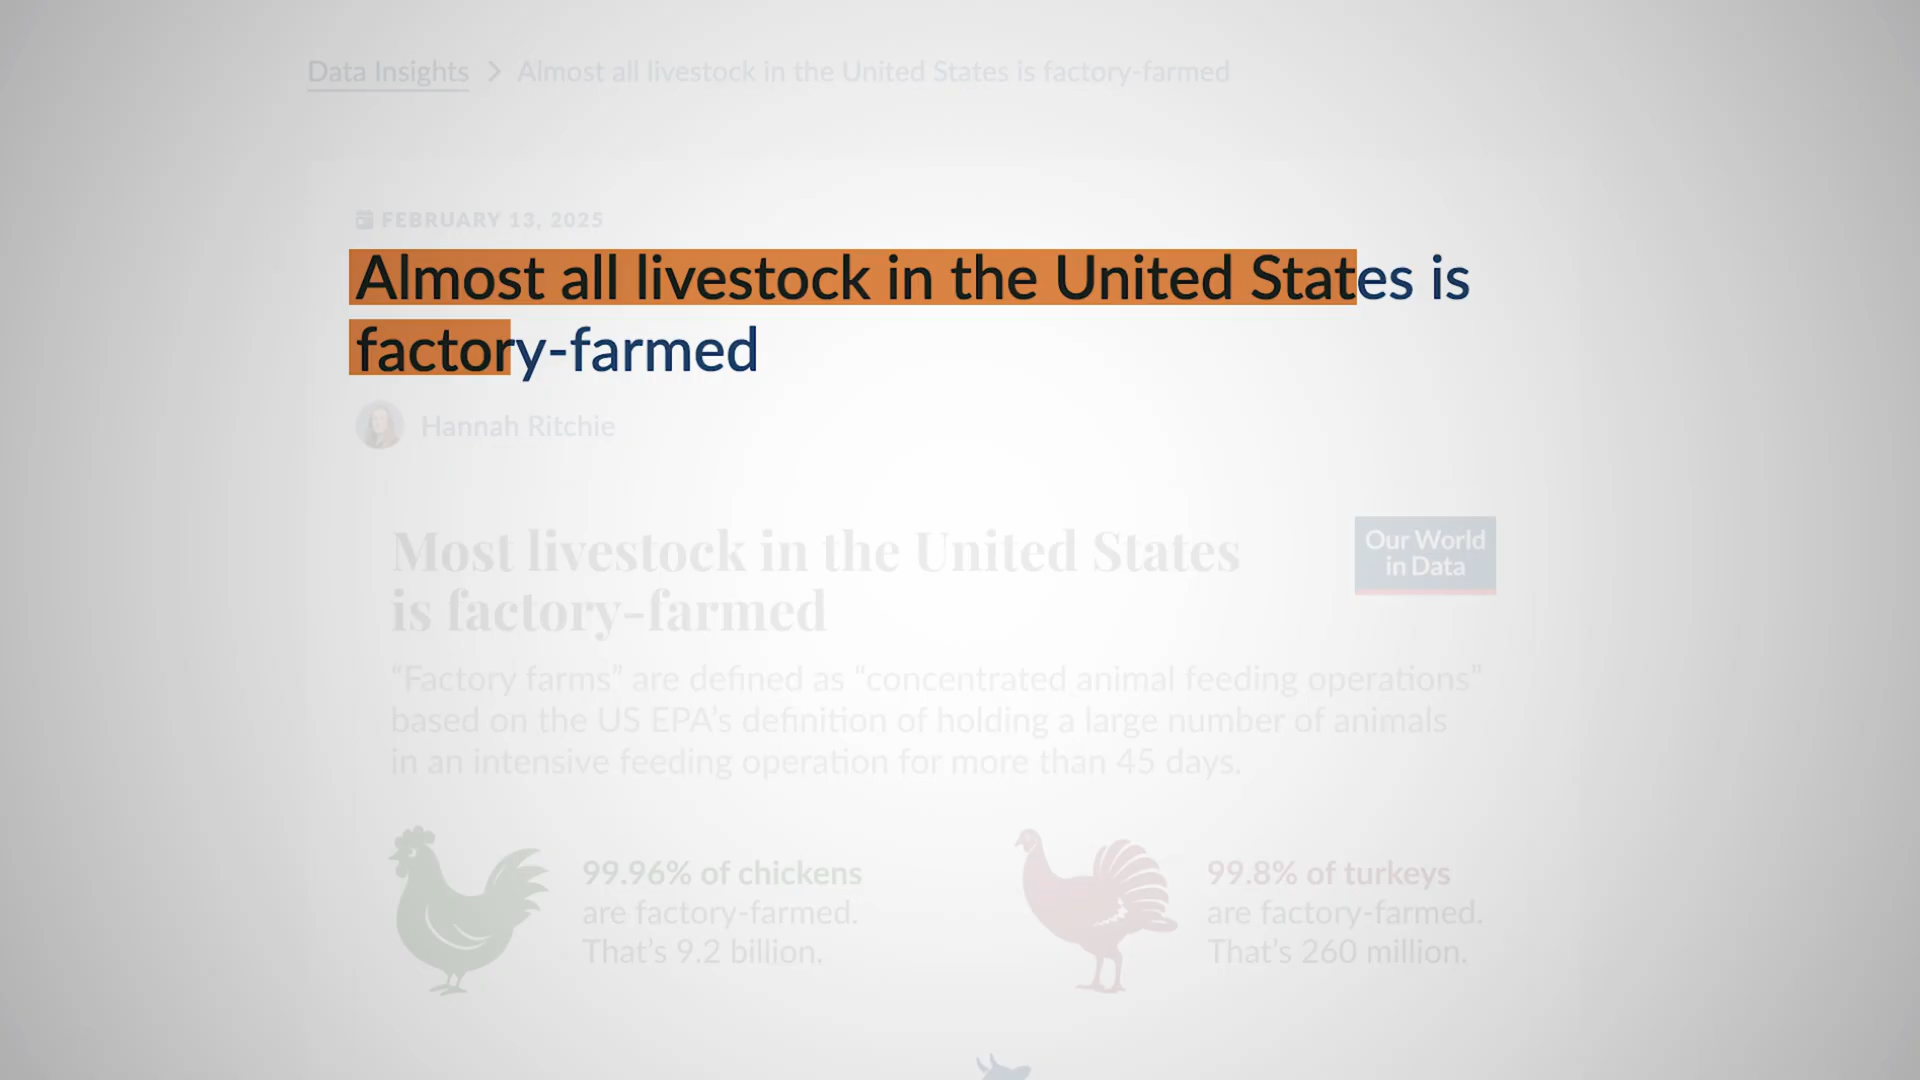 Data Insights > Almost all livestock in the United States is factory-farmed
FEBRUARY 13, 2025
Almost all livestock in the United States is
factory-farmed
Hannah Ritchie
Most livestock in the United States
is factory-farmed
Our World
in Data
“Factory farms” are defined as “concentrated animal feeding operations”
based on the US EPA’s definition of holding a large number of animals
in an intensive feeding operation for more than 45 days.
99.96% of chickens
are factory-farmed.
That’s 9.2 billion.
99.8% of turkeys
are factory-farmed.
That’s 260 million.